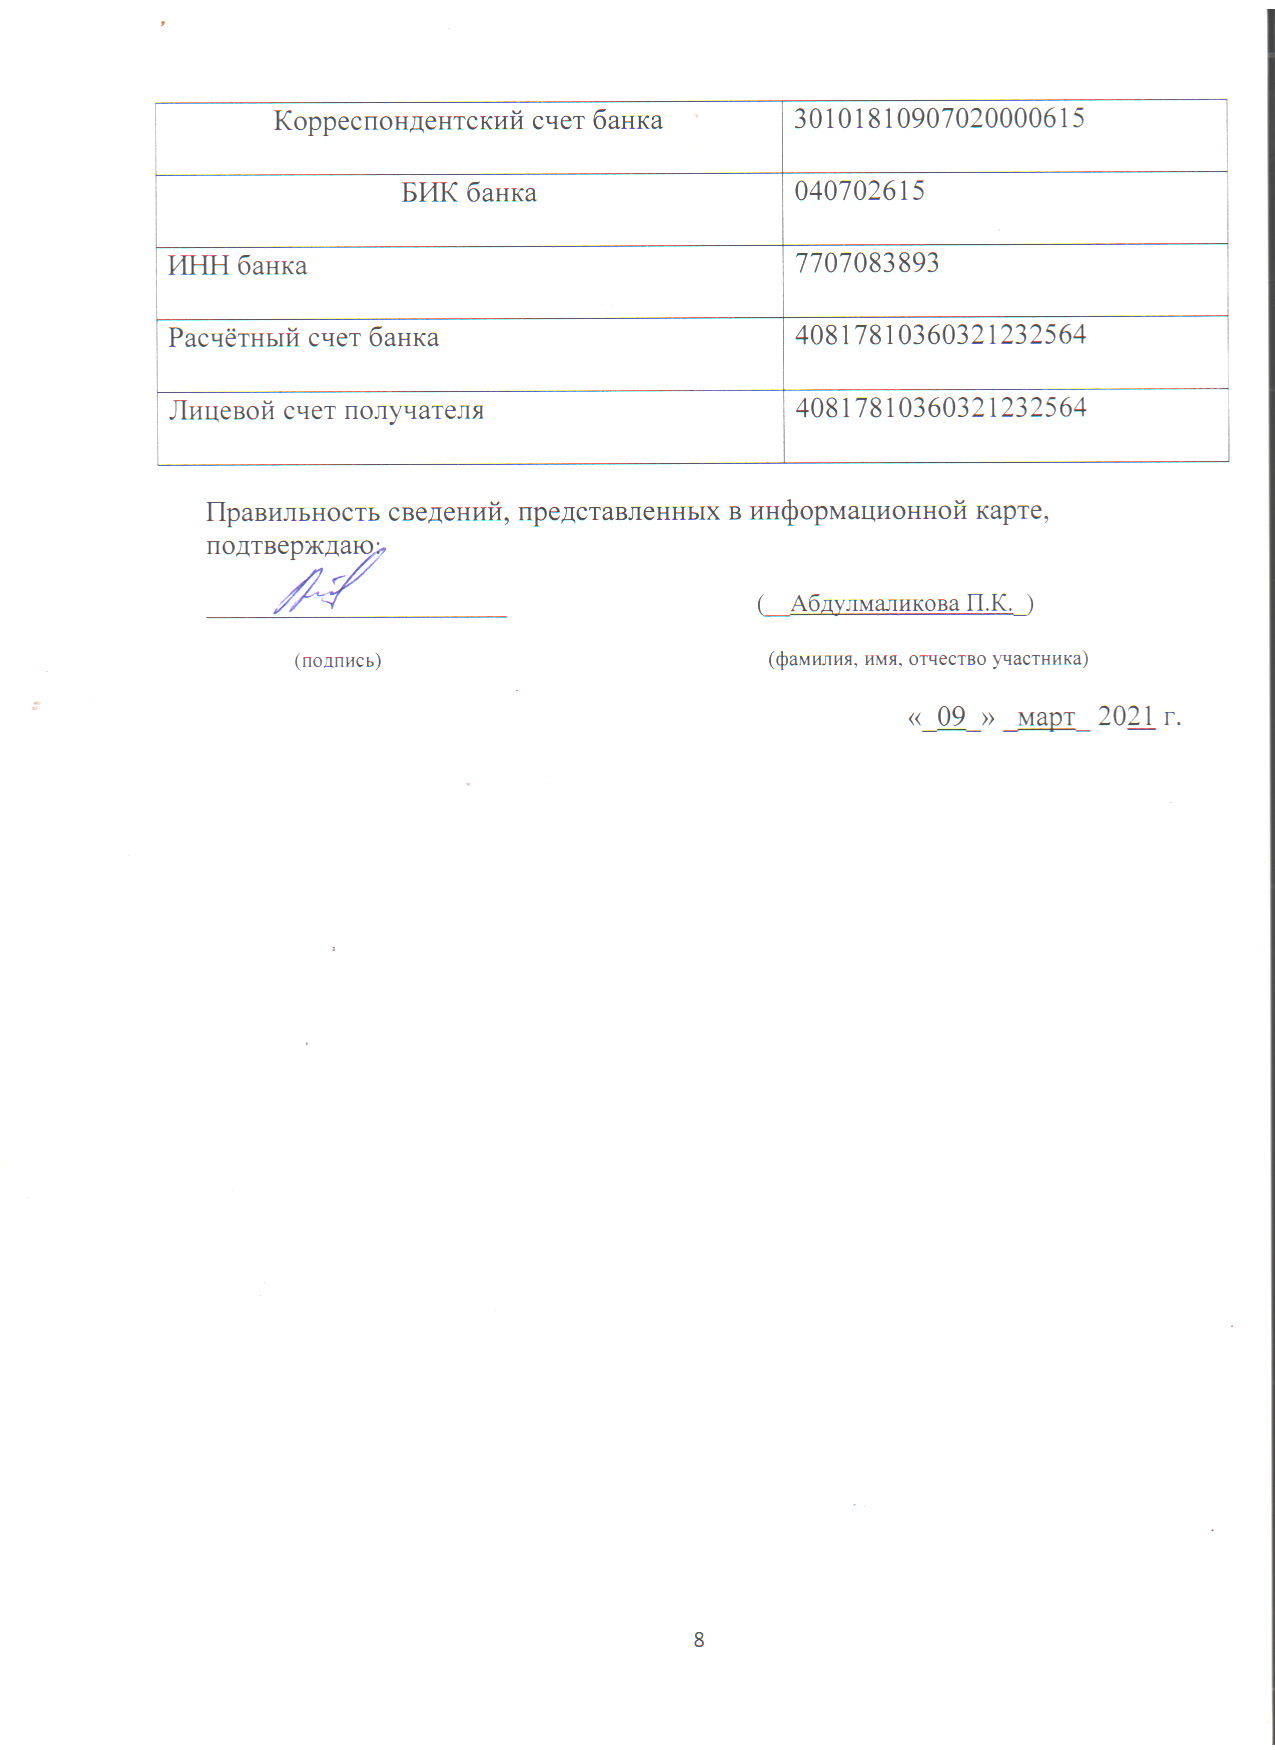 Корреспондентский счет банка 30101810907020000615
БИК банка 040702615
ИНН банка 7707083893
Расчётный счет банка 40817810360321232564
Лицевой счет получателя 40817810360321232564
Правильность сведений, представленных в информационной карте,
подтверждаю:
(__Абдулмаликова П.К._)
(подпись) (фамилия, имя, отчество участника)
«_09_» _март_ 2021 г.
8